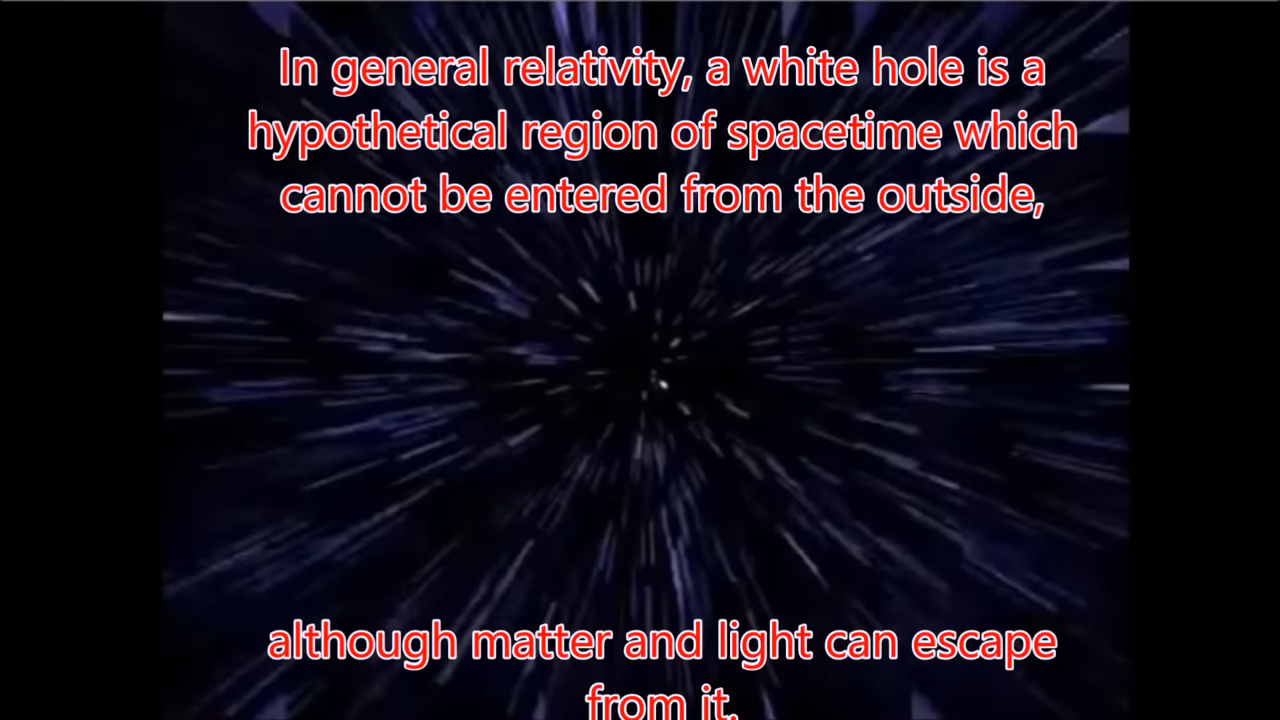 In general relativity, a white hole is a
hypothetical region of spacetime which
cannot be entered from the outside,
although matter and light can escape
from it.